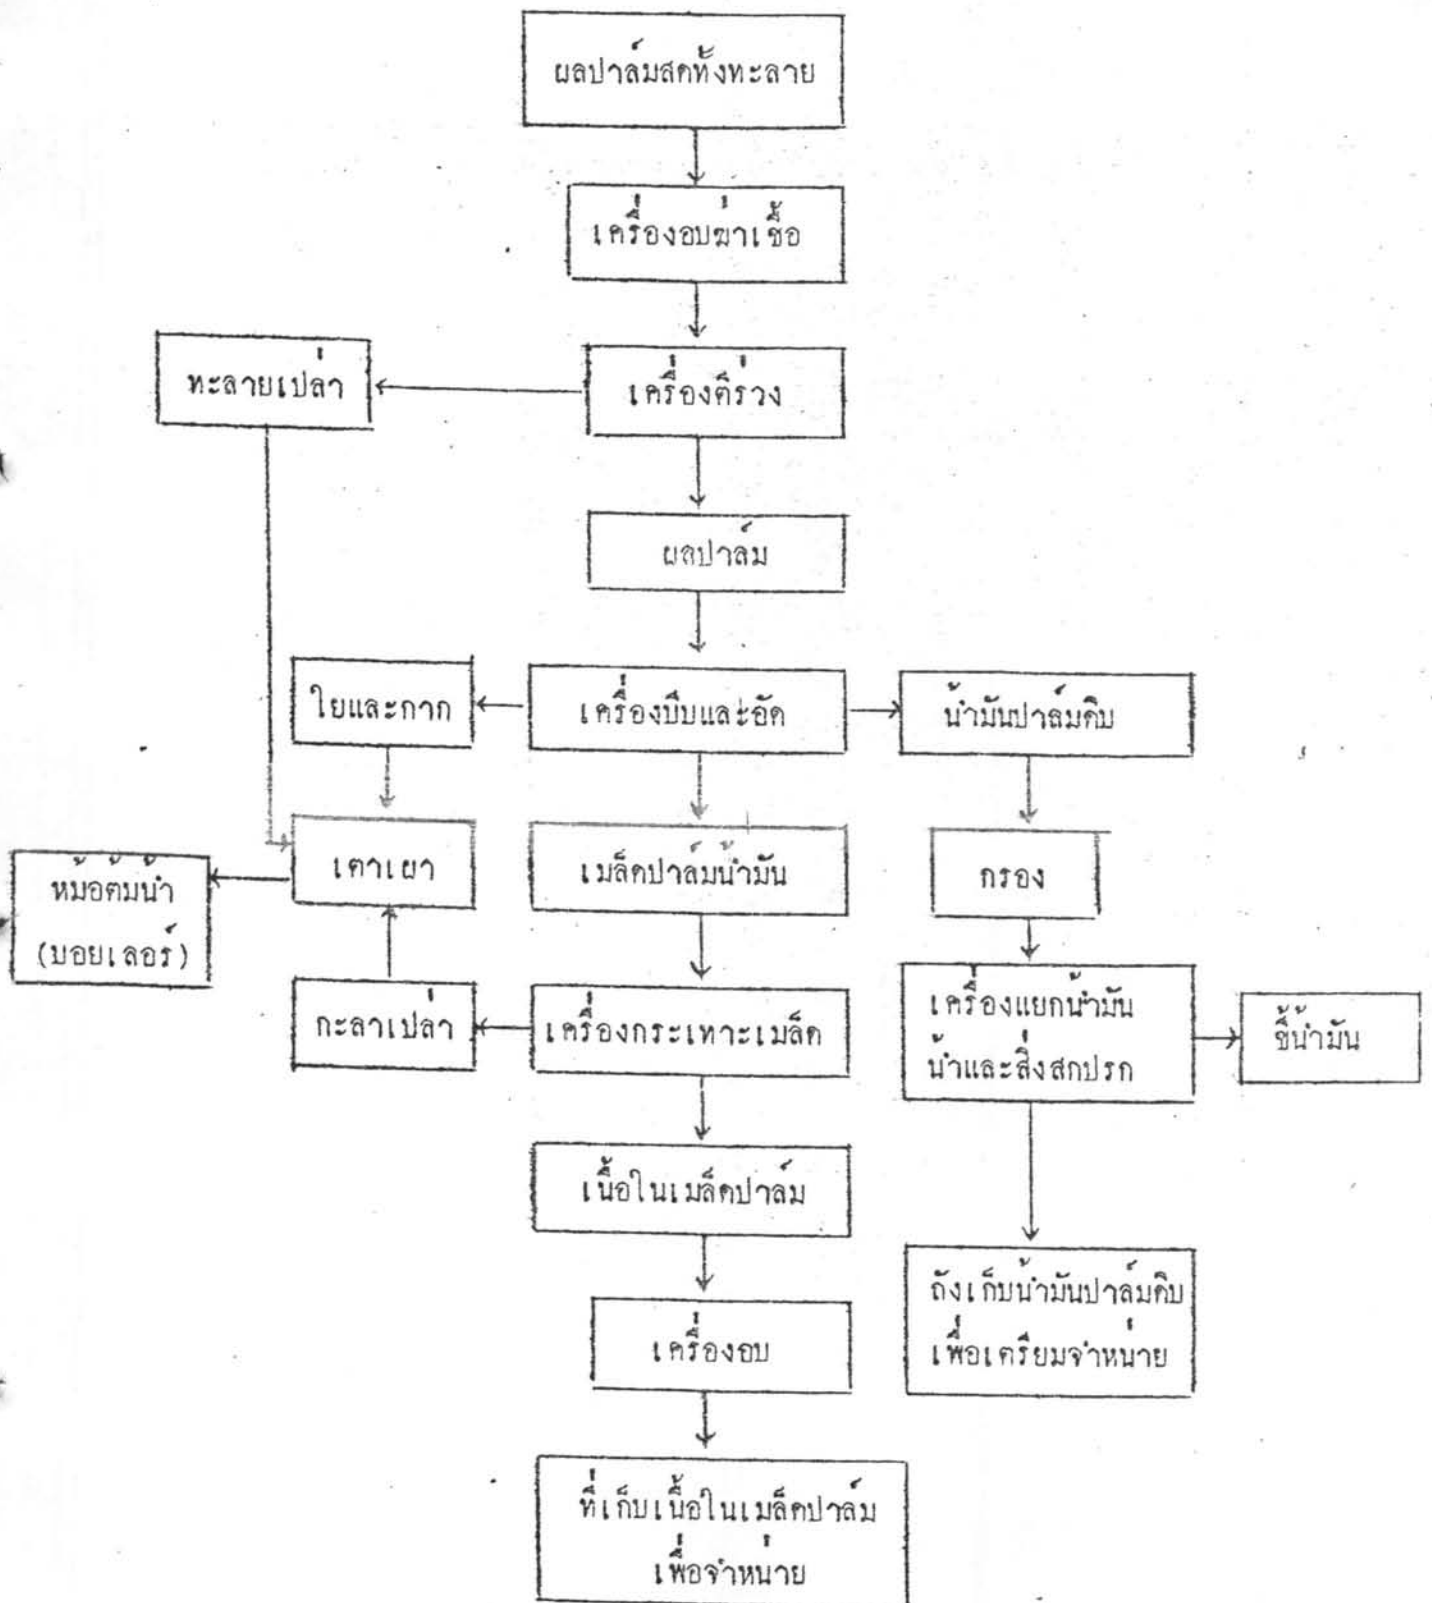 ผลปาล์มสดทั้งทะลาย
เครื่องอบฆ่าเชื้อ
ทะลายเปล่า
เครื่องตีร่วง
ผลปาล์ม
ใยและกาก
เครื่องบีบและอัด
น้ำมันปาล์มดิบ
หม้อต้มน้ำ
(บอยเลอร์)
เตาเผา
เมล็ดปาล์มน้ำมัน
กรอง
กะลาเปล่า
เครื่องกระเทาะเมล็ด
เครื่องแยกน้ำมัน
น้ำและสิ่งสกปรก
ขี้น้ำมัน
เนื้อในเมล็ดปาล์ม
ถังเก็บน้ำมันปาล์มดิบ
เพื่อเตรียมจำหน่าย
เครื่องอบ
ที่เก็บเนื้อในเมล็ดปาล์ม
เพื่อจำหน่าย